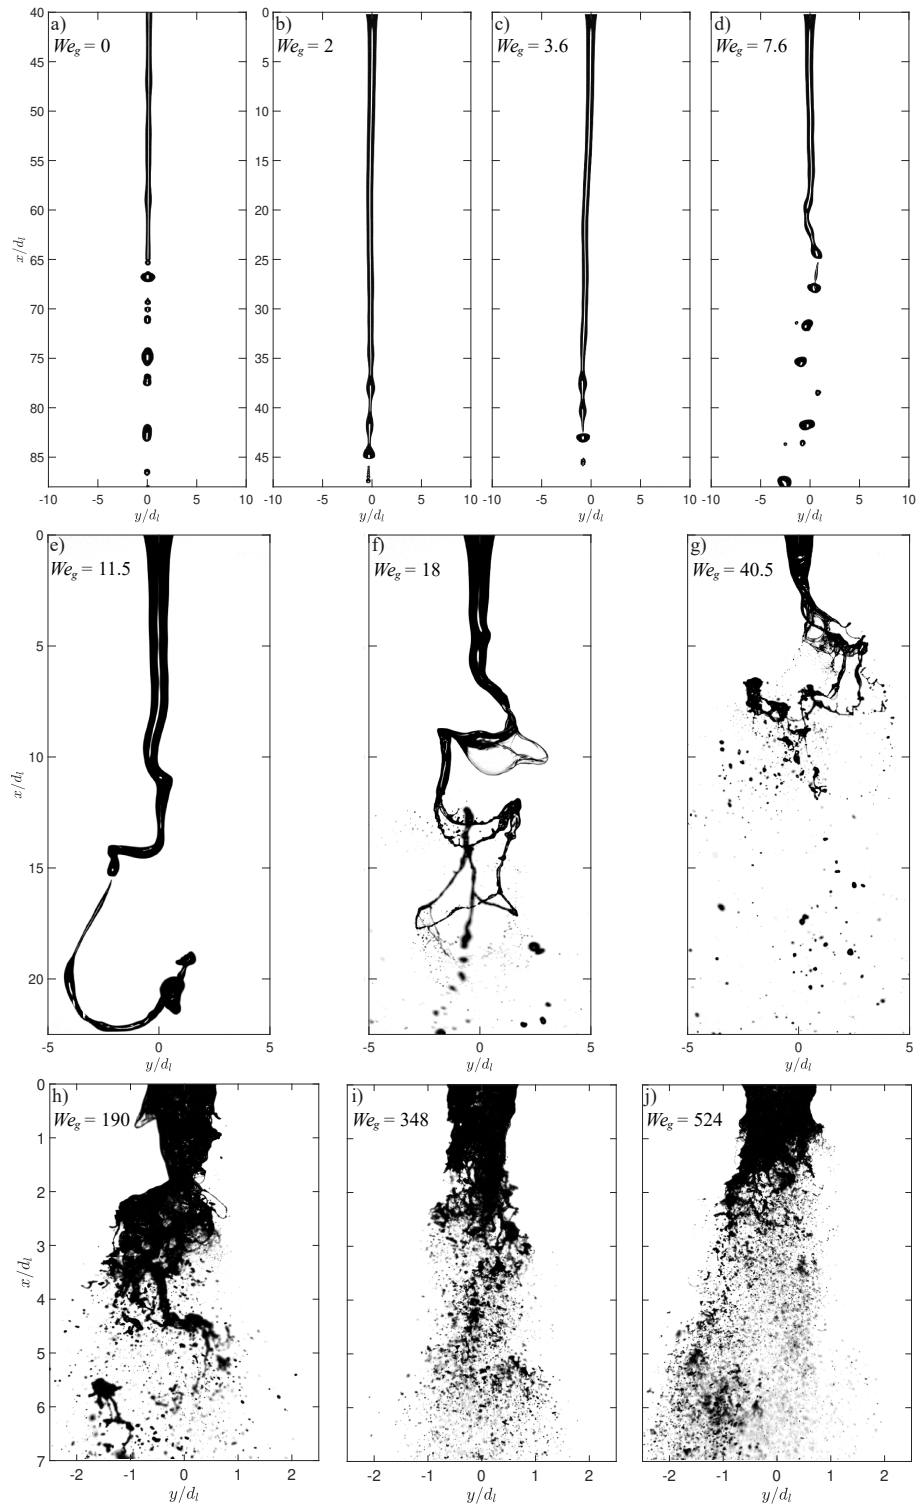 a) b) c) d)
We_g = 0 We_g = 2 We_g = 3.6 We_g = 7.6
40 45 50 55 60 65 70 75 80 85
0 5 10 15 20 25 30 35 40 45
x/d_l
-10 -5 0 5 10 -10 -5 0 5 10 -10 -5 0 5 10 -10 -5 0 5 10
y/d_l y/d_l y/d_l y/d_l
e) f) g)
We_g = 11.5 We_g = 18 We_g = 40.5
0 5 10 15 20
x/d_l
-5 0 5 -5 0 5 -5 0 5
y/d_l y/d_l y/d_l
h) i) j)
We_g = 190 We_g = 348 We_g = 524
0 1 2 3 4 5 6 7
x/d_l
-2 -1 0 1 2 -2 -1 0 1 2 -2 -1 0 1 2
y/d_l y/d_l y/d_l